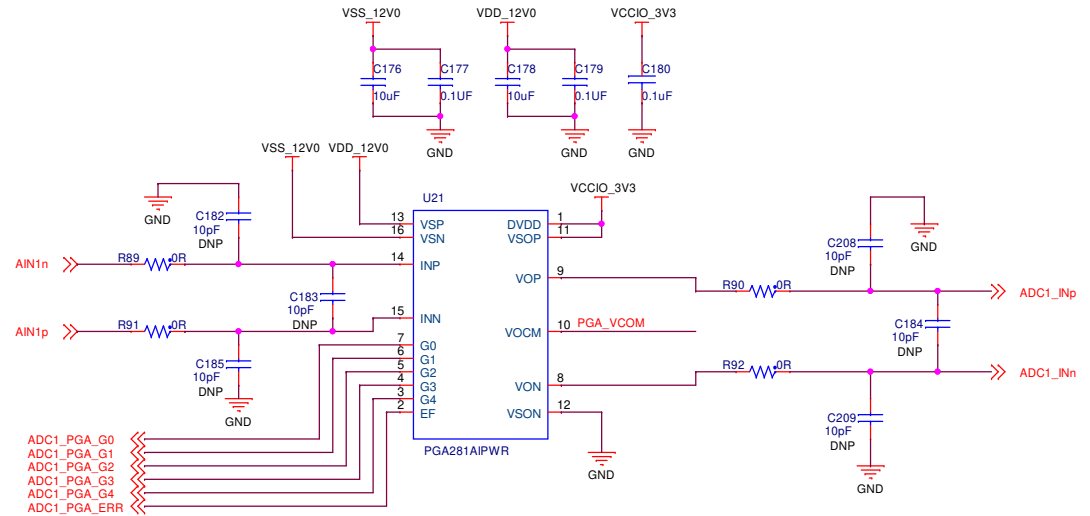 VSS_12V0 VDD_12V0 VCCIO_3V3
C176 C177 C178 C179 C180
10uF 0.1UF 10uF 0.1UF 0.1uF
GND GND GND
VSS_12V0 VDD_12V0
VCCIO_3V3
U21
GND C182 10pF DNP
13 VSP DVDD 1
16 VSN VSOP 11
GND C208 10pF DNP
AIN1n R89 0R 14 INP
VOP 9 R90 0R ADC1_INp
C183 10pF DNP
AIN1p R91 0R 15 INN
VOCM 10 PGA_VCOM
C184 10pF DNP
7 G0
6 G1
5 G2
4 G3
3 G4
2 EF
VON 8 R92 0R ADC1_INn
VSON 12
C185 10pF DNP
GND
C209 10pF DNP
GND
GND
PGA281AIPWR
ADC1_PGA_G0
ADC1_PGA_G1
ADC1_PGA_G2
ADC1_PGA_G3
ADC1_PGA_G4
ADC1_PGA_ERR